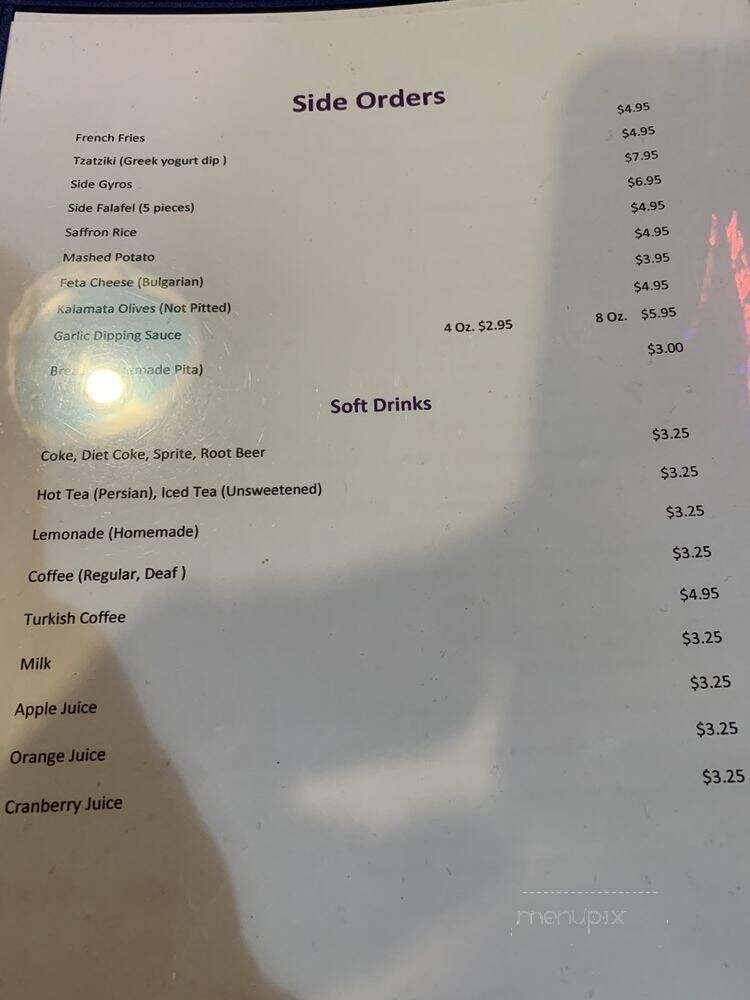 Side Orders
French Fries $4.95
Tzatziki (Greek yogurt dip ) $4.95
Side Gyros $7.95
Side Falafel (5 pieces) $6.95
Saffron Rice $4.95
Mashed Potato $4.95
Feta Cheese (Bulgarian) $3.95
Kalamata Olives (Not Pitted) $4.95
Garlic Dipping Sauce 4 Oz. $2.95 8 Oz. $5.95
Pita) $3.00
Soft Drinks
Coke, Diet Coke, Sprite, Root Beer $3.25
Hot Tea (Persian), Iced Tea (Unsweetened) $3.25
Lemonade (Homemade) $3.25
Coffee (Regular, Deaf ) $3.25
Turkish Coffee $4.95
Milk $3.25
Apple Juice $3.25
Orange Juice $3.25
Cranberry Juice $3.25
menupix